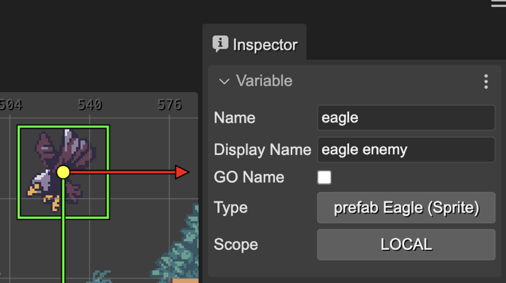 Inspector
Variable
504 540 576
Name eagle
Display Name eagle enemy
GO Name
Type prefab Eagle (Sprite)
Scope LOCAL